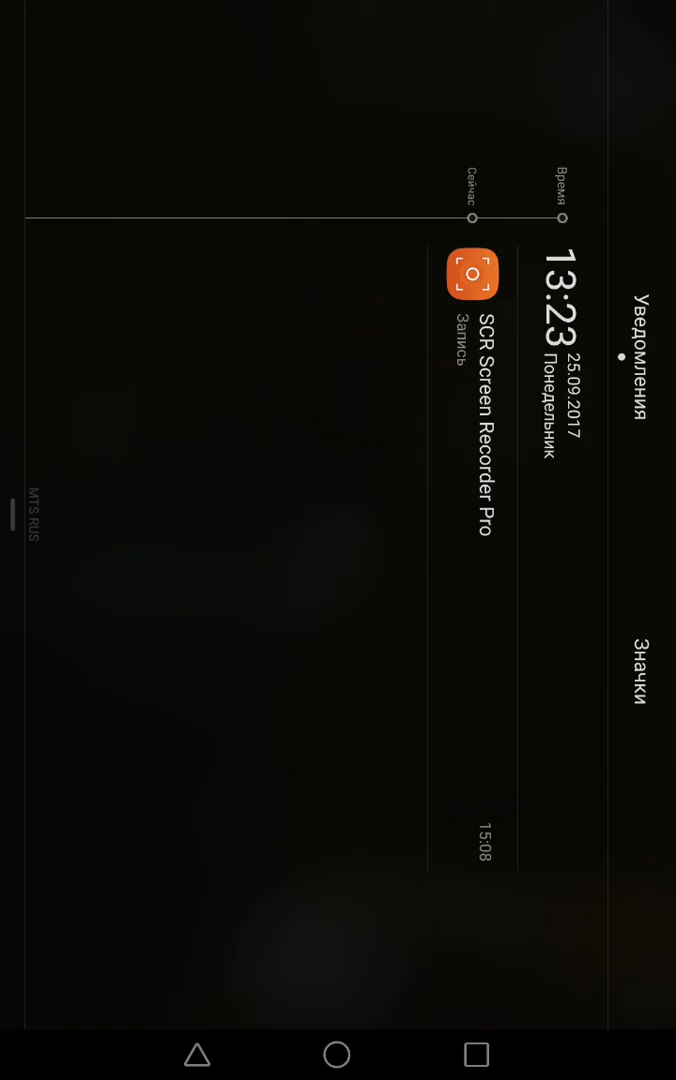 Уведомления
Значки
Время
13:23
25.09.2017
Понедельник
Сейчас
SCR Screen Recorder Pro
15:08
Запись
MTS RUS